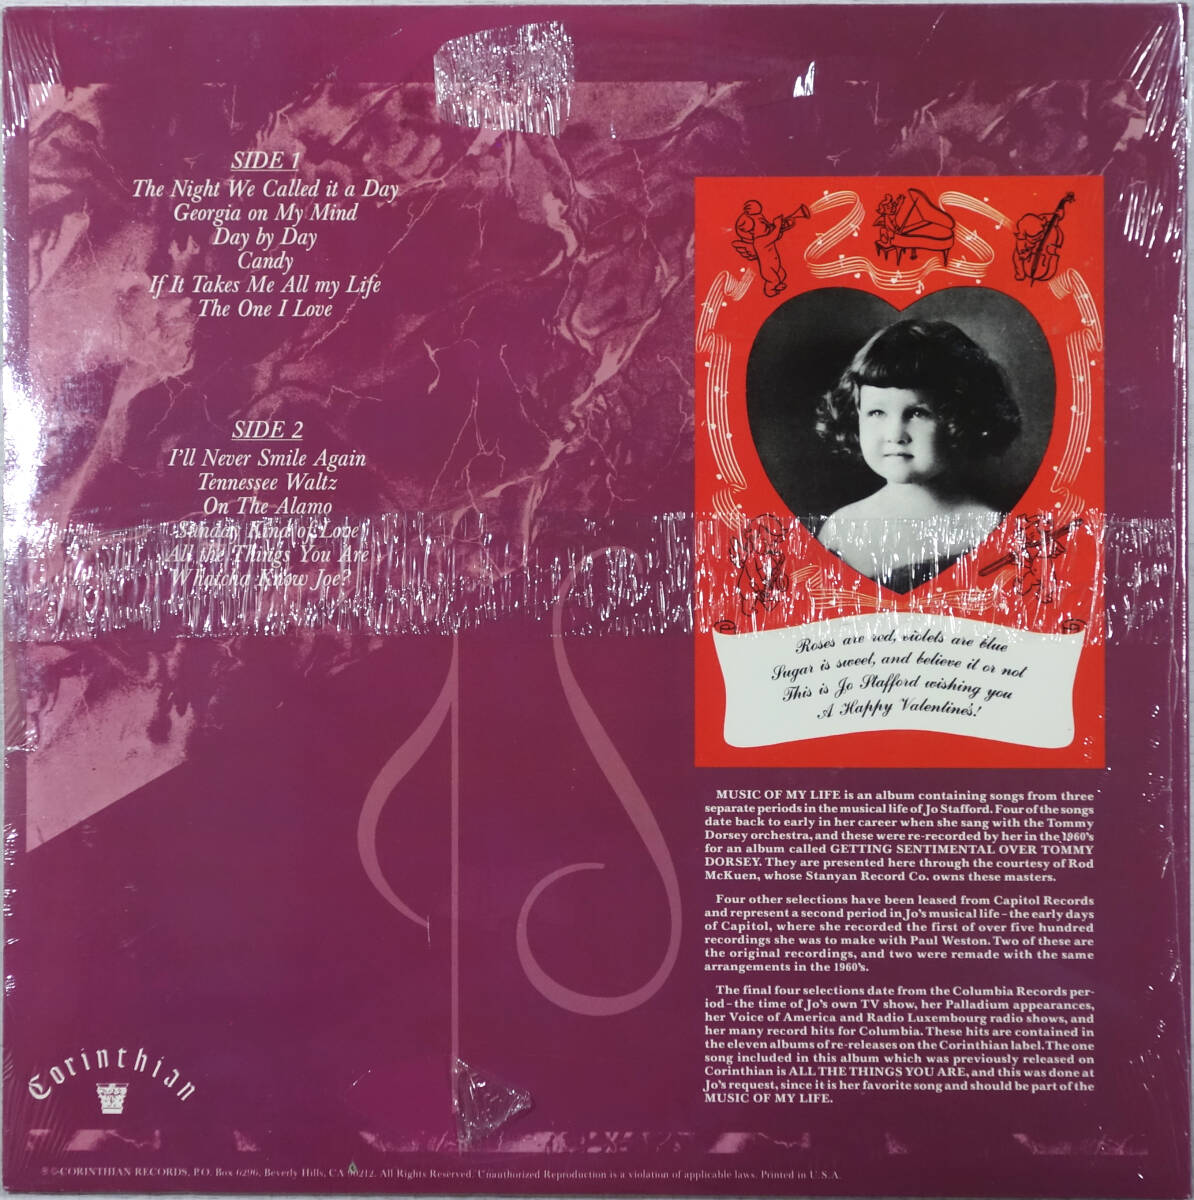 SIDE 1
The Night We Called it a Day
Georgia on My Mind
Day by Day
Candy
If It Takes Me All my Life
The One I Love
SIDE 2
I'll Never Smile Again
Tennessee Waltz
On The Alamo
Sunday Kind of Love
All the Things You Are
Whatcha Know Joe?
Roses are red, violets are blue
Sugar is sweet, and believe it or not
This is Jo Stafford wishing you
A Happy Valentine's!
MUSIC OF MY LIFE is an album containing songs from three
separate periods in the musical life of Jo Stafford. Four of the songs
date back to early in her career when she sang with the Tommy
Dorsey orchestra, and these were re-recorded by her in the 1960's
for an album called GETTING SENTIMENTAL OVER TOMMY
DORSEY. They are presented here through the courtesy of Rod
McKuen, whose Stanyan Record Co. owns these masters.
Four other selections have been leased from Capitol Records
and represent a second period in Jo's musical life – the early days
of Capitol, where she recorded the first of over five hundred
recordings she was to make with Paul Weston. Two of these are
the original recordings, and two were remade with the same
arrangements in the 1960's.
The final four selections date from the Columbia Records per-
iod – the time of Jo's own TV show, her Palladium appearances,
her Voice of America and Radio Luxembourg radio shows, and
her many record hits for Columbia. These hits are contained in
the eleven albums of re-releases on the Corinthian label. The one
song included in this album which was previously released on
Corinthian is ALL THE THINGS YOU ARE, and this was done at
Jo's request, since it is her favorite song and should be part of the
MUSIC OF MY LIFE.
Corinthian
℗©CORINTHIAN RECORDS, P.O. Box 6296, Beverly Hills, CA 90212. All Rights Reserved. Unauthorized Reproduction is a violation of applicable laws. Printed in U.S.A.